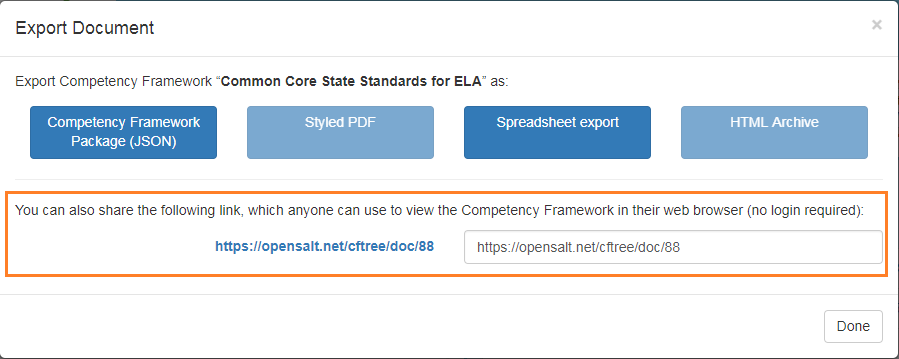 Export Document
×
Export Competency Framework “Common Core State Standards for ELA” as:
Competency Framework
Package (JSON)
Styled PDF
Spreadsheet export
HTML Archive
You can also share the following link, which anyone can use to view the Competency Framework in their web browser (no login required):
https://opensalt.net/cftree/doc/88
https://opensalt.net/cftree/doc/88
Done